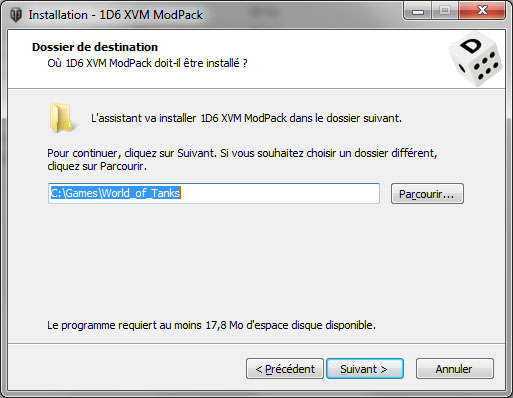 Installation - 1D6 XVM ModPack
Dossier de destination
Où 1D6 XVM ModPack doit-il être installé ?
D
L'assistant va installer 1D6 XVM ModPack dans le dossier suivant.
Pour continuer, cliquez sur Suivant. Si vous souhaitez choisir un dossier différent,
cliquez sur Parcourir.
C:\Games\World_of_Tanks
Parcourir...
Le programme requiert au moins 17,8 Mo d'espace disque disponible.
< Précédent
Suivant >
Annuler